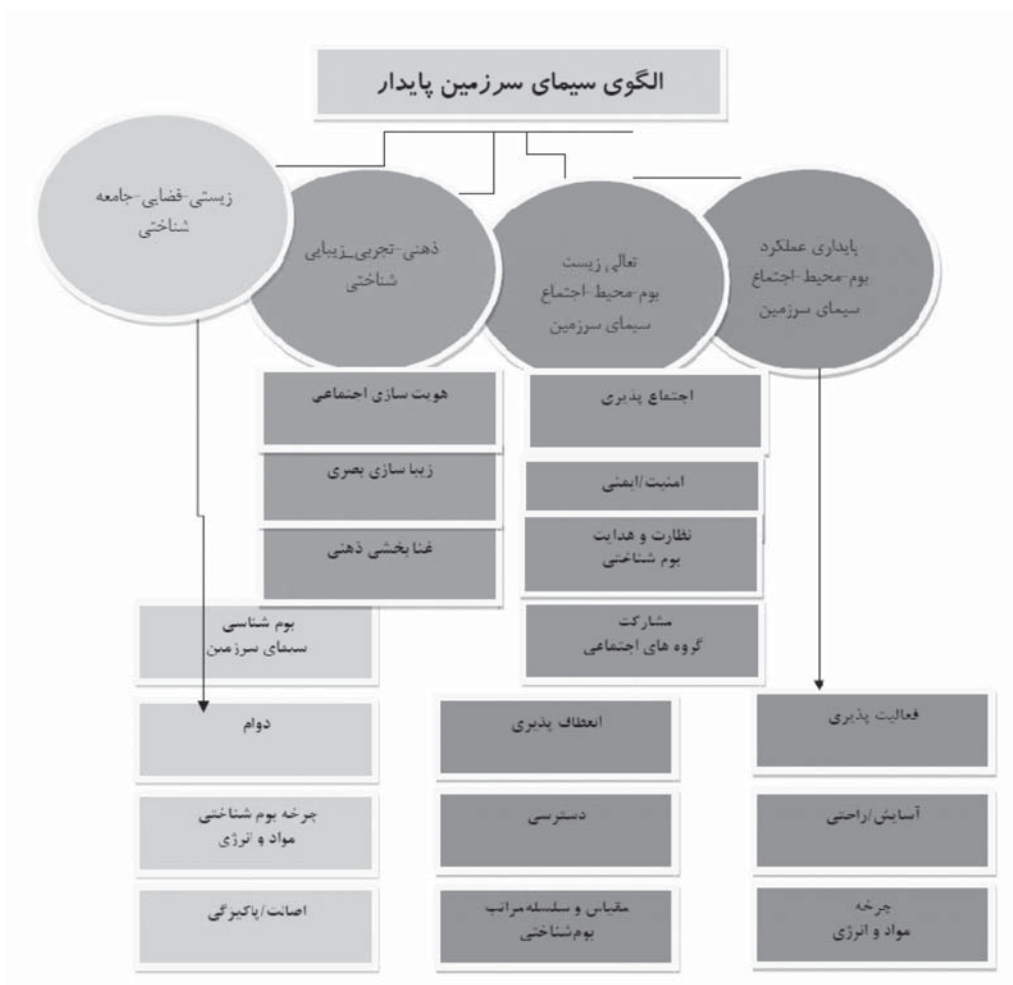 الگوی سیمای سرزمین پایدار
پایداری عملکرد
بوم-محیط-اجتماع
سیمای سرزمین
تعالی زیست
بوم-محیط-اجتماع
سیمای سرزمین
ذهنی-تجربی_زیبایی
شناختی
زیستی-فضایی-جامعه
شناختی
اجتماع پذیری
امنیت/ایمنی
نظارت و هدایت
بوم شناختی
مشارکت
گروه های اجتماعی
هویت سازی اجتماعی
زیبا سازی بصری
غنا بخشی ذهنی
فعالیت پذیری
آسایش/راحتی
چرخه
مواد و انرژی
انعطاف پذیری
دسترسی
مقیاس و سلسله مراتب
بوم شناختی
بوم شناسی
سیمای سرزمین
دوام
چرخه بوم شناختی
مواد و انرژی
اصالت/پاکیزگی